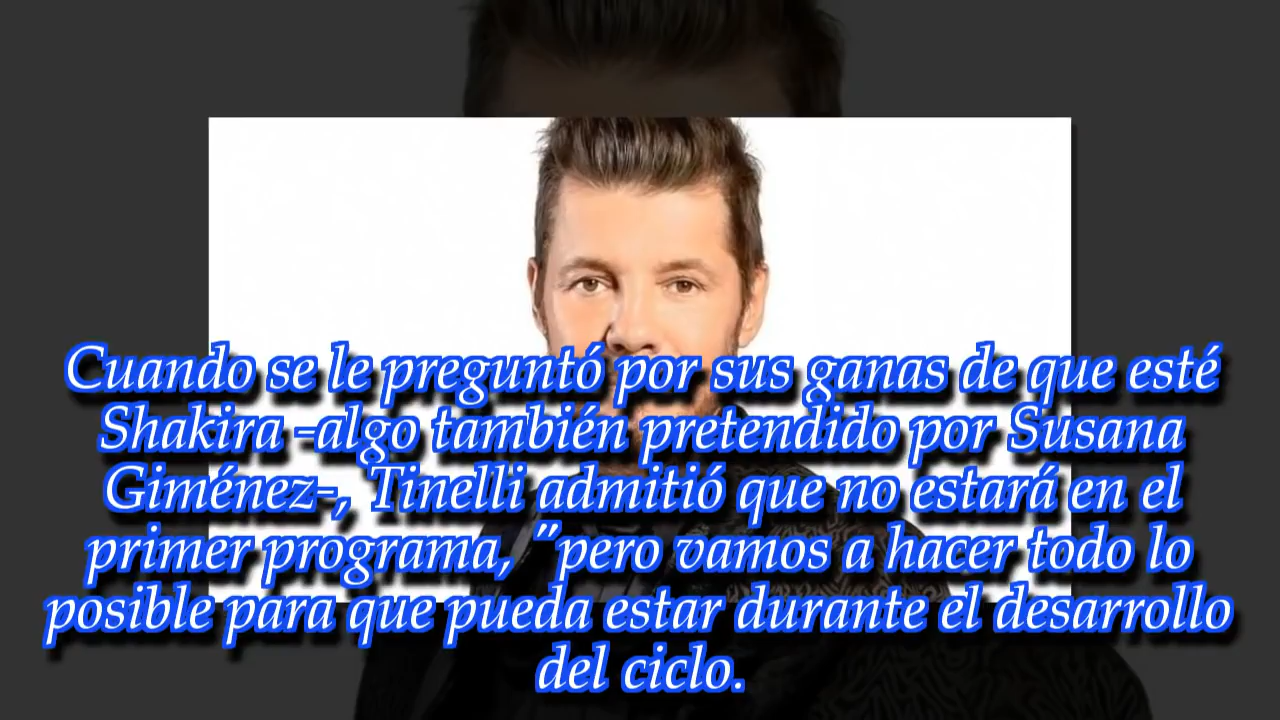 Cuando se le preguntó por sus ganas de que esté
Shakira -algo también pretendido por Susana
Giménez-, Tinelli admitió que no estará en el
primer programa, "pero vamos a hacer todo lo
posible para que pueda estar durante el desarrollo
del ciclo.